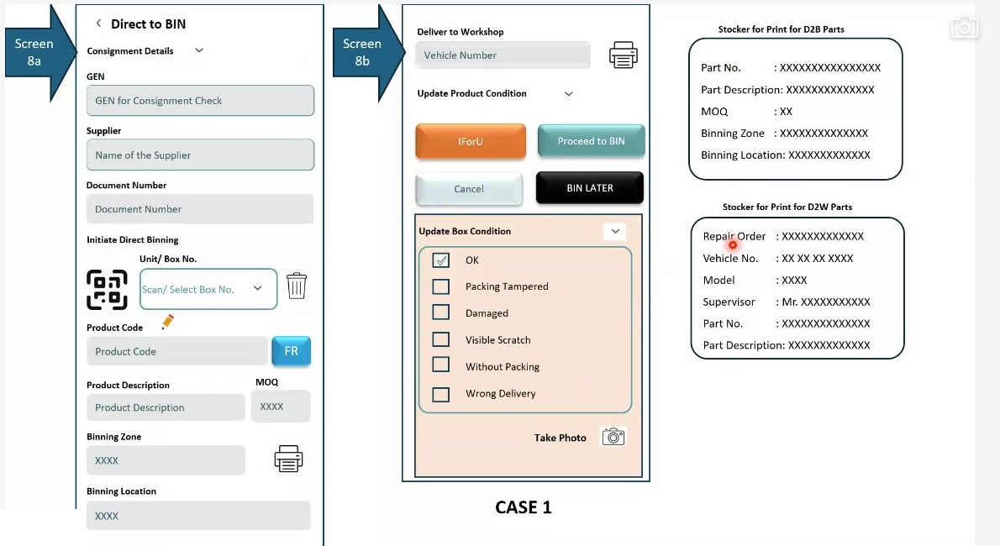 Screen
8a
Direct to BIN
Consignment Details
GEN
GEN for Consignment Check
Supplier
Name of the Supplier
Document Number
Document Number
Initiate Direct Binning
Unit/ Box No.
Scan/ Select Box No.
Product Code
Product Code
FR
Product Description
MOQ
Product Description
XXXX
Binning Zone
XXXX
Binning Location
XXXX
Screen
8b
Deliver to Workshop
Vehicle Number
Update Product Condition
IForU
Proceed to BIN
Cancel
BIN LATER
Update Box Condition
OK
Packing Tampered
Damaged
Visible Scratch
Without Packing
Wrong Delivery
Take Photo
CASE 1
Stocker for Print for D2B Parts
Part No. : XXXXXXXXXXXXXXXX
Part Description: XXXXXXXXXXXXXX
MOQ : XX
Binning Zone : XXXXXXXXXXXXXX
Binning Location: XXXXXXXXXXXXX
Stocker for Print for D2W Parts
Repair Order : XXXXXXXXXXXXX
Vehicle No. : XX XX XX XXXX
Model : XXXX
Supervisor : Mr. XXXXXXXXXXX
Part No. : XXXXXXXXXXXXXX
Part Description: XXXXXXXXXXXXX